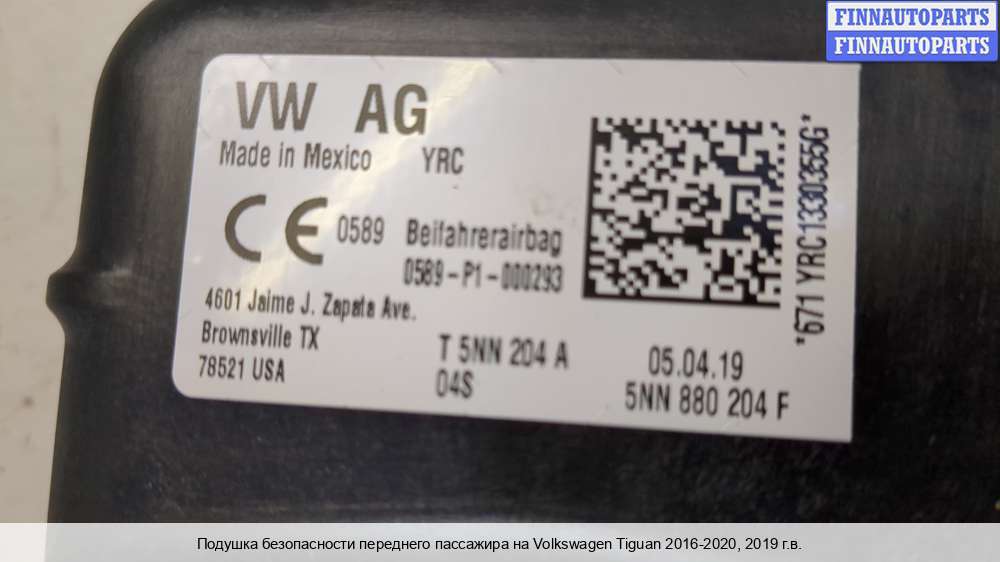 FINNAUTOPARTS
FINNAUTOPARTS
VW AG
Made in Mexico YRC
CE 0589 Beifahrerairbag
0589-P1-000293
4601 Jaime J. Zapata Ave.
Brownsville TX
78521 USA
T 5NN 204 A
04S
05.04.19
5NN 880 204 F
*671 YRC1330355G*
Подушка безопасности переднего пассажира на Volkswagen Tiguan 2016-2020, 2019 г.в.